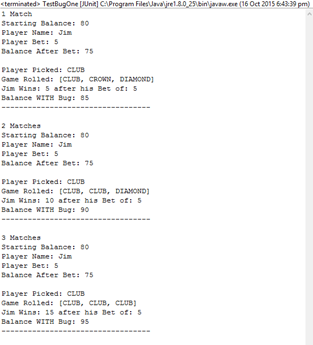 <terminated> TestBugOne [JUnit] C:\Program Files\Java\jre1.8.0_25\bin\javaw.exe (16 Oct 2015 6:43:39 pm)
1 Match
Starting Balance: 80
Player Name: Jim
Player Bet: 5
Balance After Bet: 75
Player Picked: CLUB
Game Rolled: [CLUB, CROWN, DIAMOND]
Jim Wins: 5 after his Bet of: 5
Balance WITH Bug: 85
----------------------------------
2 Matches
Starting Balance: 80
Player Name: Jim
Player Bet: 5
Balance After Bet: 75
Player Picked: CLUB
Game Rolled: [CLUB, CLUB, DIAMOND]
Jim Wins: 10 after his Bet of: 5
Balance WITH Bug: 90
----------------------------------
3 Matches
Starting Balance: 80
Player Name: Jim
Player Bet: 5
Balance After Bet: 75
Player Picked: CLUB
Game Rolled: [CLUB, CLUB, CLUB]
Jim Wins: 15 after his Bet of: 5
Balance WITH Bug: 95
----------------------------------